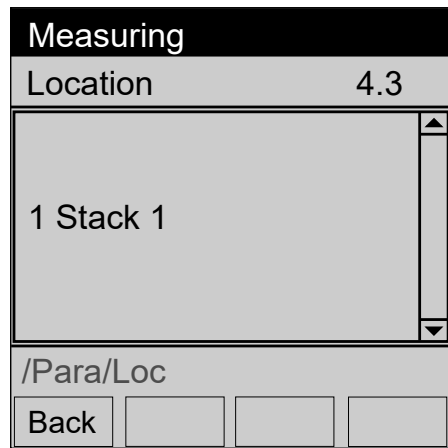 Measuring
Location 4.3
1 Stack 1
/Para/Loc
Back